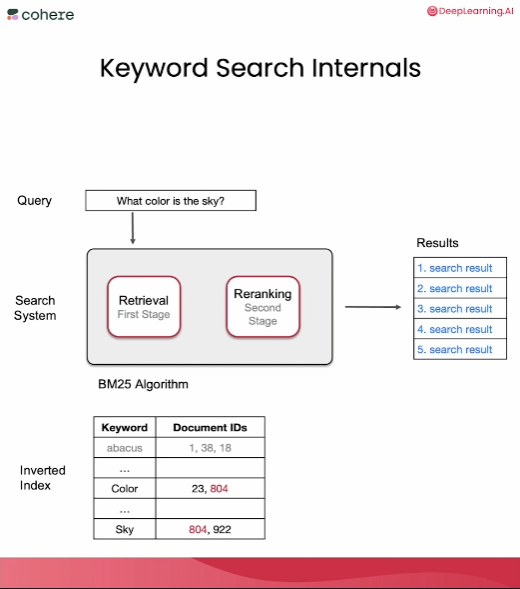 cohere
DeepLearning.AI
Keyword Search Internals
Query
What color is the sky?
Results
Search
System
Retrieval
First Stage
Reranking
Second
Stage
1. search result
2. search result
3. search result
4. search result
5. search result
BM25 Algorithm
Inverted
Index
Keyword Document IDs
abacus 1, 38, 18
...
Color 23, 804
...
Sky 804, 922